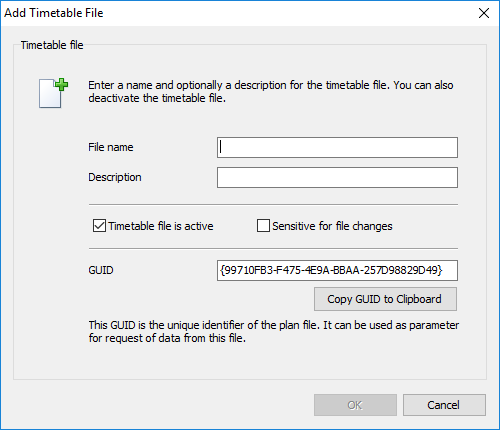 Add Timetable File
Timetable file
Enter a name and optionally a description for the timetable file. You can also
deactivate the timetable file.
File name
Description
Timetable file is active
Sensitive for file changes
GUID
{99710FB3-F475-4E9A-BBAA-257D98829D49}
Copy GUID to Clipboard
This GUID is the unique identifier of the plan file. It can be used as parameter
for request of data from this file.
OK
Cancel